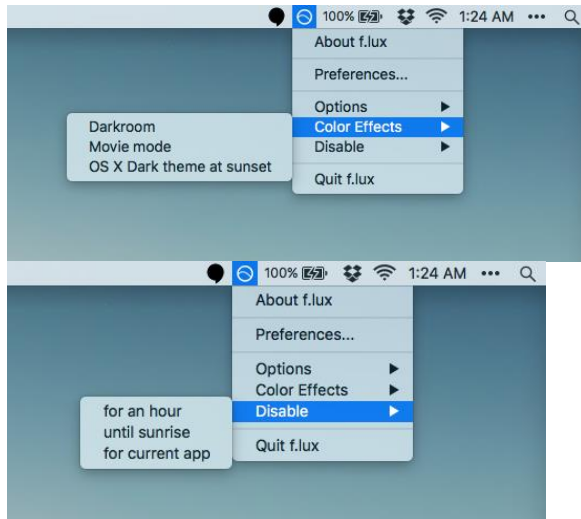 100% 1:24 AM
About f.lux
Preferences...
Options
Color Effects
Disable
Quit f.lux
Darkroom
Movie mode
OS X Dark theme at sunset
100% 1:24 AM
About f.lux
Preferences...
Options
Color Effects
Disable
Quit f.lux
for an hour
until sunrise
for current app